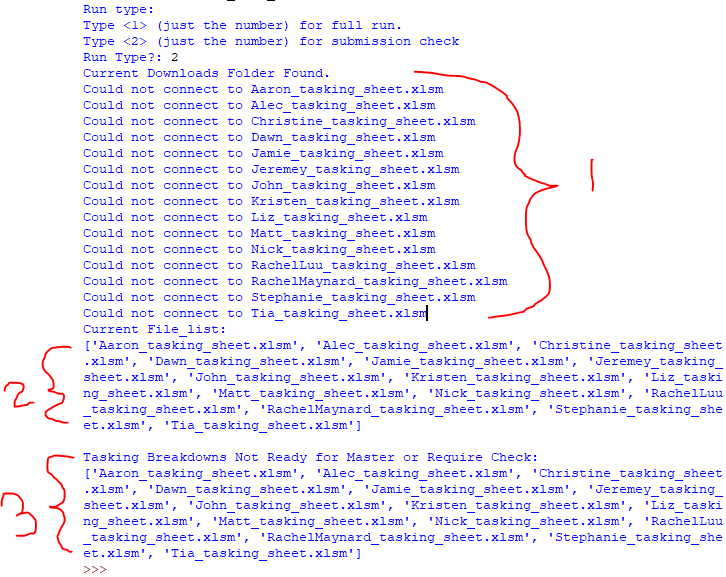 Run type:
Type <1> (just the number) for full run.
Type <2> (just the number) for submission check
Run Type?: 2
Current Downloads Folder Found.
Could not connect to Aaron_tasking_sheet.xlsm
Could not connect to Alec_tasking_sheet.xlsm
Could not connect to Christine_tasking_sheet.xlsm
Could not connect to Dawn_tasking_sheet.xlsm
Could not connect to Jamie_tasking_sheet.xlsm
Could not connect to Jeremey_tasking_sheet.xlsm
Could not connect to John_tasking_sheet.xlsm
Could not connect to Kristen_tasking_sheet.xlsm
Could not connect to Liz_tasking_sheet.xlsm
Could not connect to Matt_tasking_sheet.xlsm
Could not connect to Nick_tasking_sheet.xlsm
Could not connect to RachelLuu_tasking_sheet.xlsm
Could not connect to RachelMaynard_tasking_sheet.xlsm
Could not connect to Stephanie_tasking_sheet.xlsm
Could not connect to Tia_tasking_sheet.xlsm
1
Current File_list:
['Aaron_tasking_sheet.xlsm', 'Alec_tasking_sheet.xlsm', 'Christine_tasking_sheet
.xlsm', 'Dawn_tasking_sheet.xlsm', 'Jamie_tasking_sheet.xlsm', 'Jeremey_tasking_
sheet.xlsm', 'John_tasking_sheet.xlsm', 'Kristen_tasking_sheet.xlsm', 'Liz_taski
ng_sheet.xlsm', 'Matt_tasking_sheet.xlsm', 'Nick_tasking_sheet.xlsm', 'RachelLuu
_tasking_sheet.xlsm', 'RachelMaynard_tasking_sheet.xlsm', 'Stephanie_tasking_she
et.xlsm', 'Tia_tasking_sheet.xlsm']
2
Tasking Breakdowns Not Ready for Master or Require Check:
['Aaron_tasking_sheet.xlsm', 'Alec_tasking_sheet.xlsm', 'Christine_tasking_sheet
.xlsm', 'Dawn_tasking_sheet.xlsm', 'Jamie_tasking_sheet.xlsm', 'Jeremey_tasking_
sheet.xlsm', 'John_tasking_sheet.xlsm', 'Kristen_tasking_sheet.xlsm', 'Liz_taski
ng_sheet.xlsm', 'Matt_tasking_sheet.xlsm', 'Nick_tasking_sheet.xlsm', 'RachelLuu
_tasking_sheet.xlsm', 'RachelMaynard_tasking_sheet.xlsm', 'Stephanie_tasking_she
et.xlsm', 'Tia_tasking_sheet.xlsm']
3
>>>